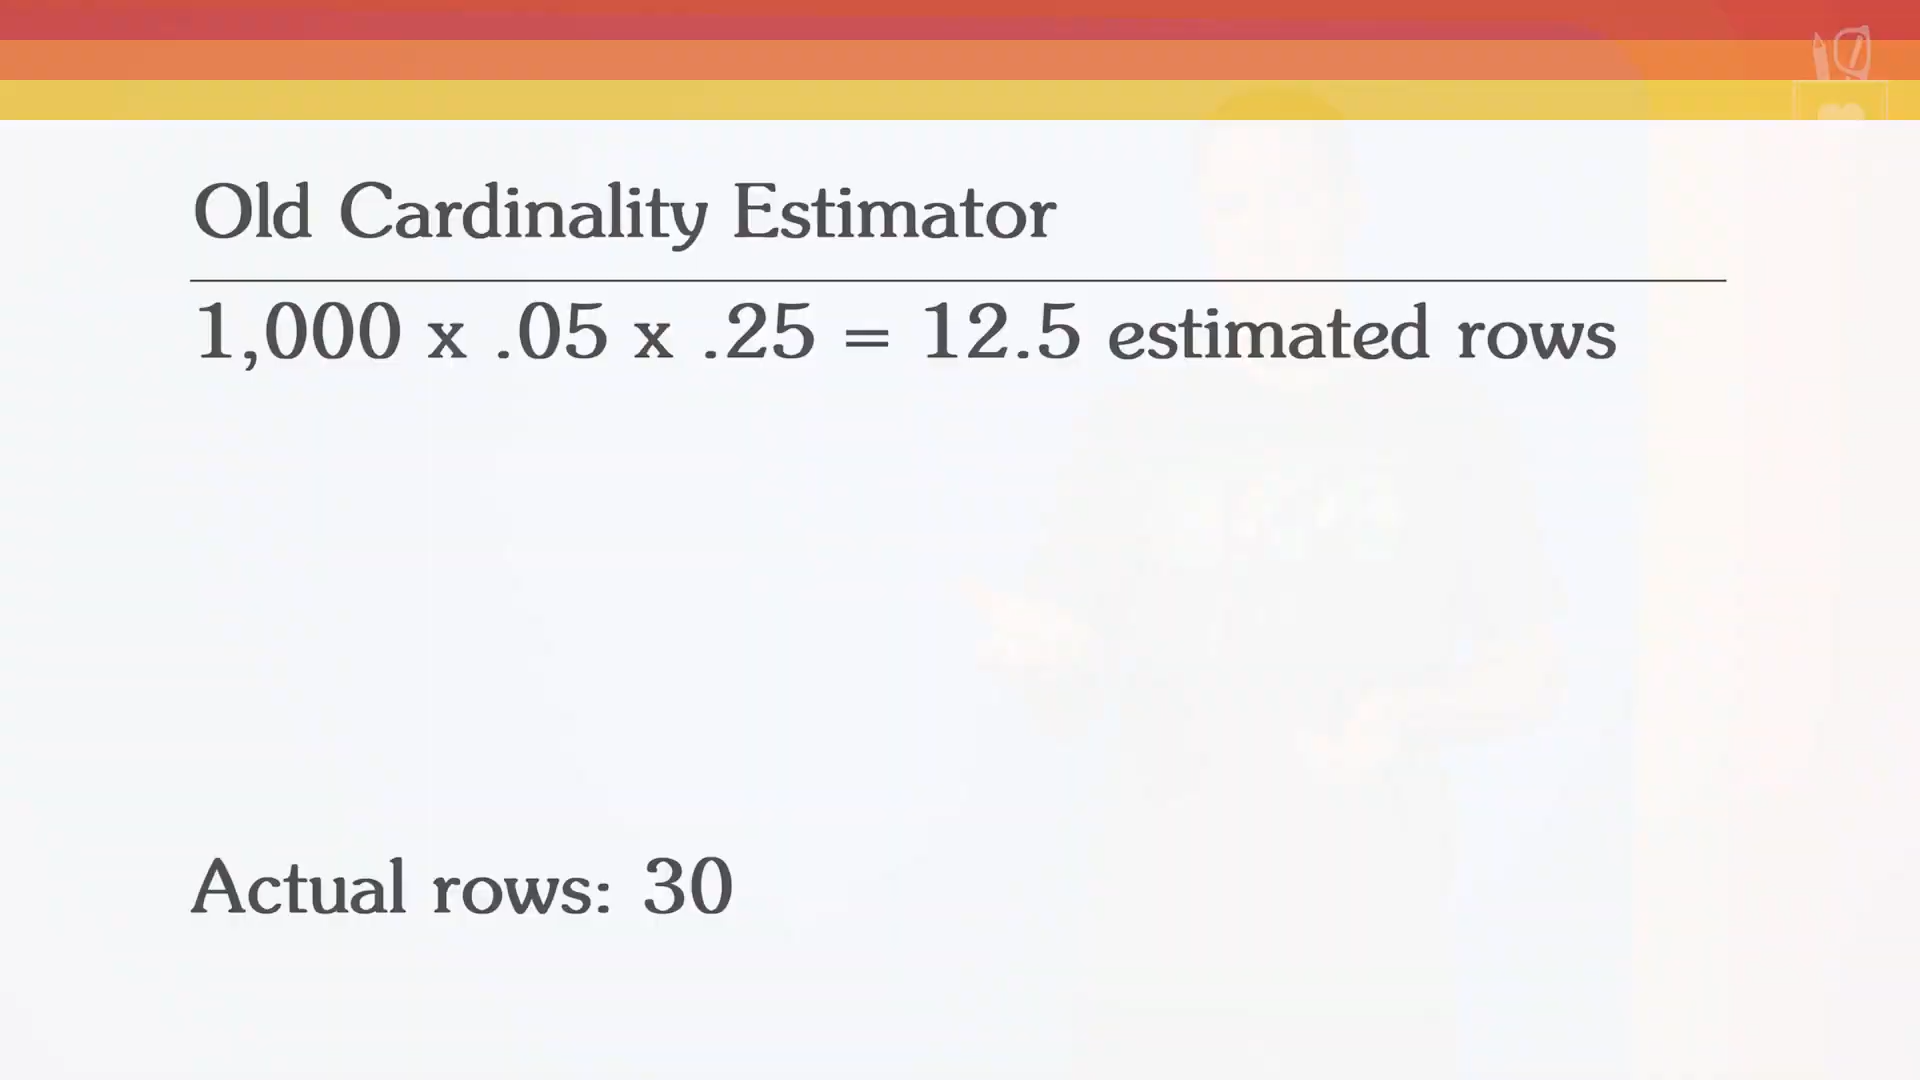 Old Cardinality Estimator
1,000 x .05 x .25 = 12.5 estimated rows
Actual rows: 30